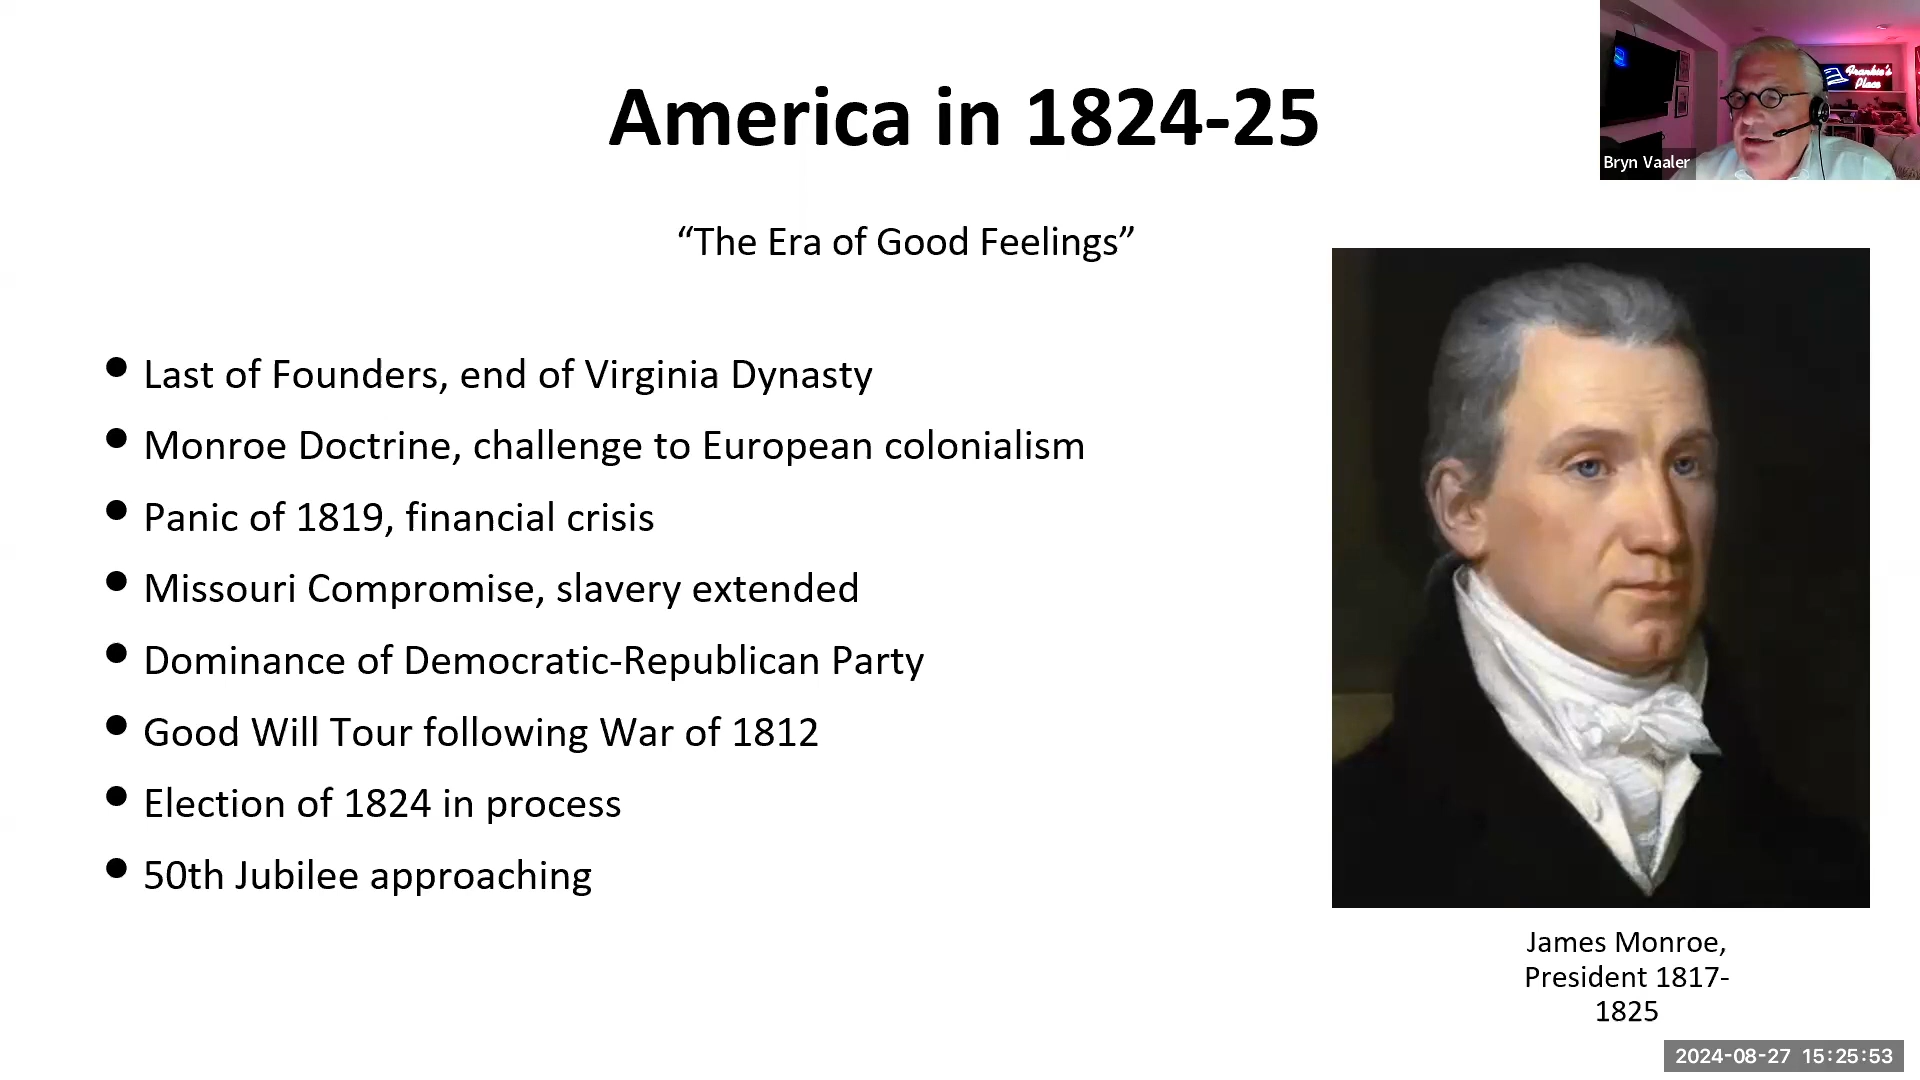 America in 1824-25
Frankie's
Place
Bryn Vaaler
“The Era of Good Feelings”
• Last of Founders, end of Virginia Dynasty
• Monroe Doctrine, challenge to European colonialism
• Panic of 1819, financial crisis
• Missouri Compromise, slavery extended
• Dominance of Democratic-Republican Party
• Good Will Tour following War of 1812
• Election of 1824 in process
• 50th Jubilee approaching
James Monroe,
President 1817-
1825
2024-08-27 15:25:53